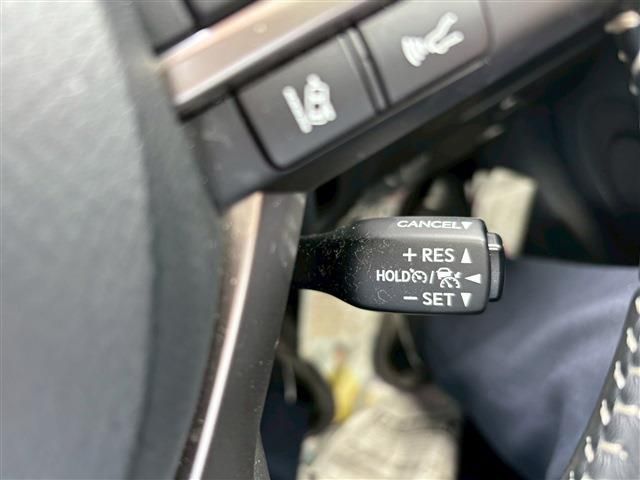 CANCEL▼
+ RES ▲
HOLD / ◀
− SET ▼